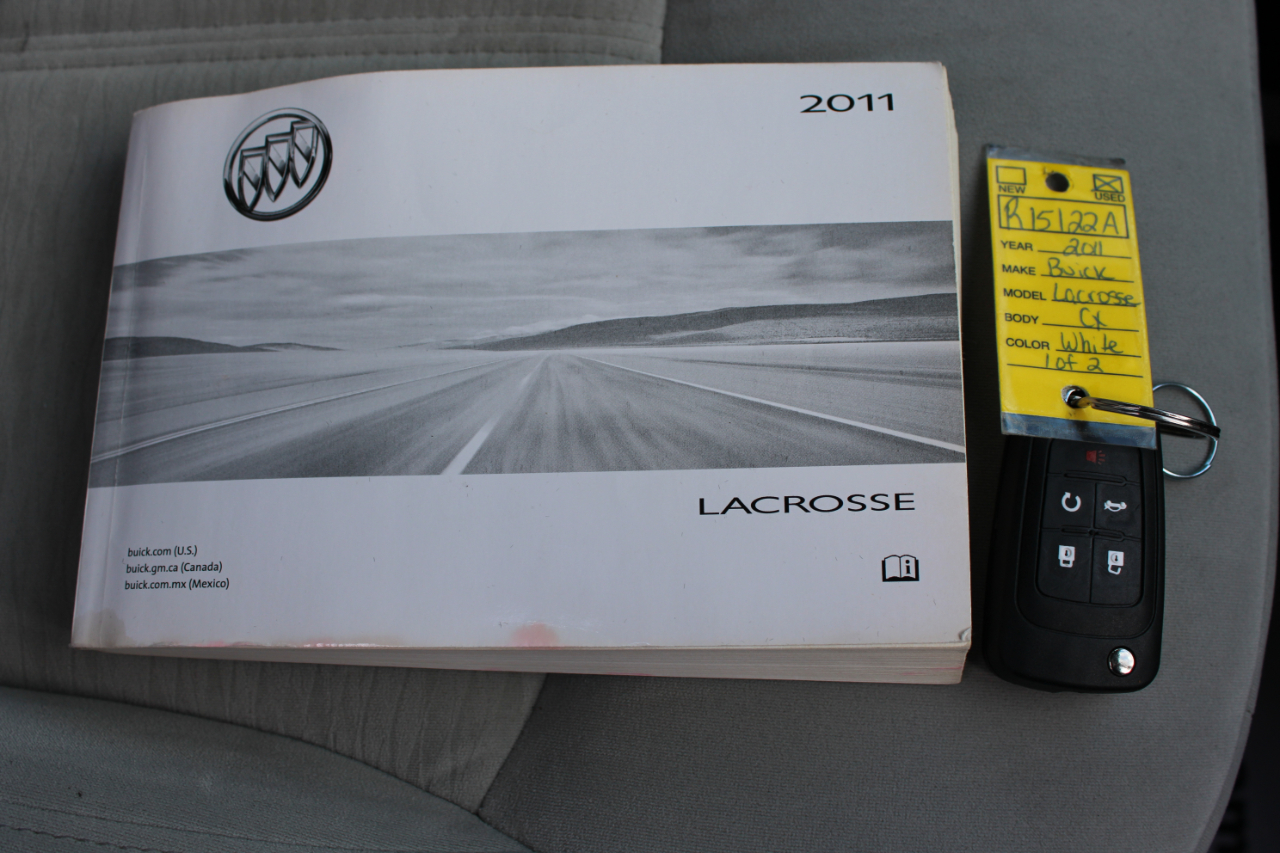 2011
LACROSSE
buick.com (U.S.)
buick.gm.ca (Canada)
buick.com.mx (Mexico)
NEW USED
R15122A
YEAR 2011
MAKE Buick
MODEL Lacrosse
BODY Cx
COLOR White
1 of 2